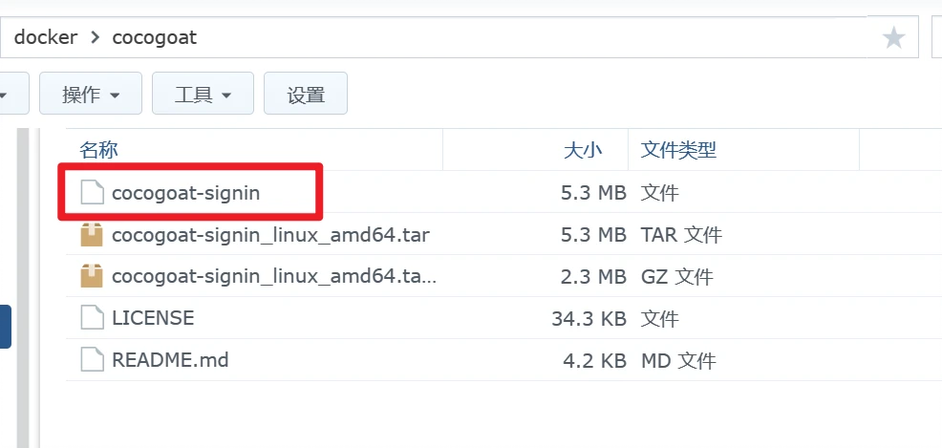 docker > cocogoat
操作 工具 设置
名称 大小 文件类型
cocogoat-signin 5.3 MB 文件
cocogoat-signin_linux_amd64.tar 5.3 MB TAR 文件
cocogoat-signin_linux_amd64.ta... 2.3 MB GZ 文件
LICENSE 34.3 KB 文件
README.md 4.2 KB MD 文件